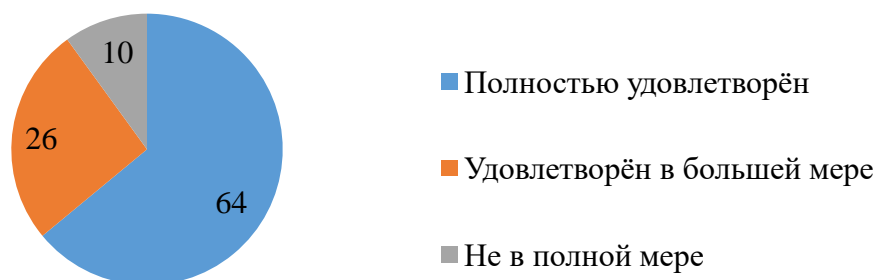 10
26
64
Полностью удовлетворён
Удовлетворён в большей мере
Не в полной мере